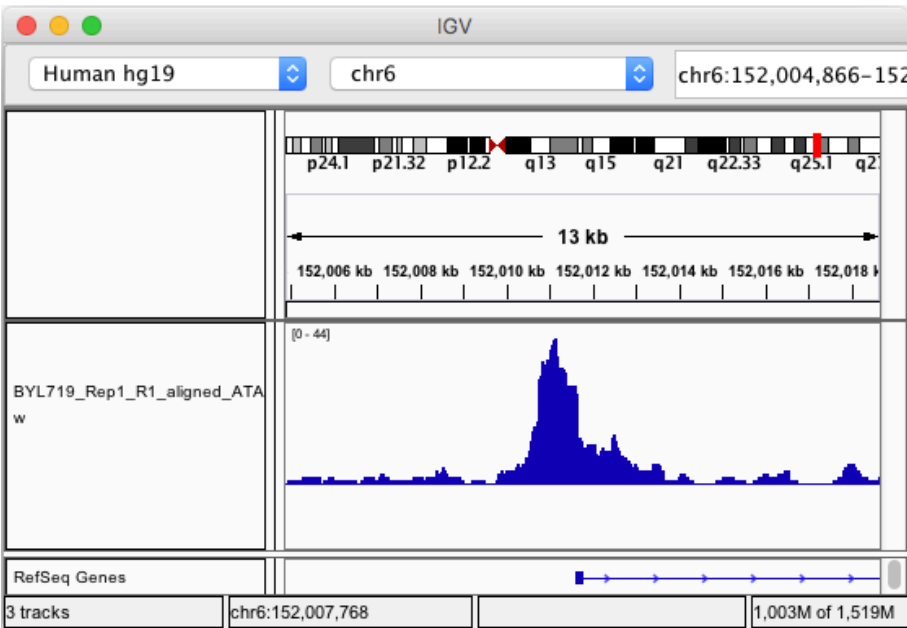 IGV
Human hg19 chr6 chr6:152,004,866-152
p24.1 p21.32 p12.2 q13 q15 q21 q22.33 q25.1 q2
13 kb
152,006 kb 152,008 kb 152,010 kb 152,012 kb 152,014 kb 152,016 kb 152,018 k
[0 - 44]
BYL719_Rep1_R1_aligned_ATA
w
RefSeq Genes
3 tracks chr6:152,007,768 1,003M of 1,519M